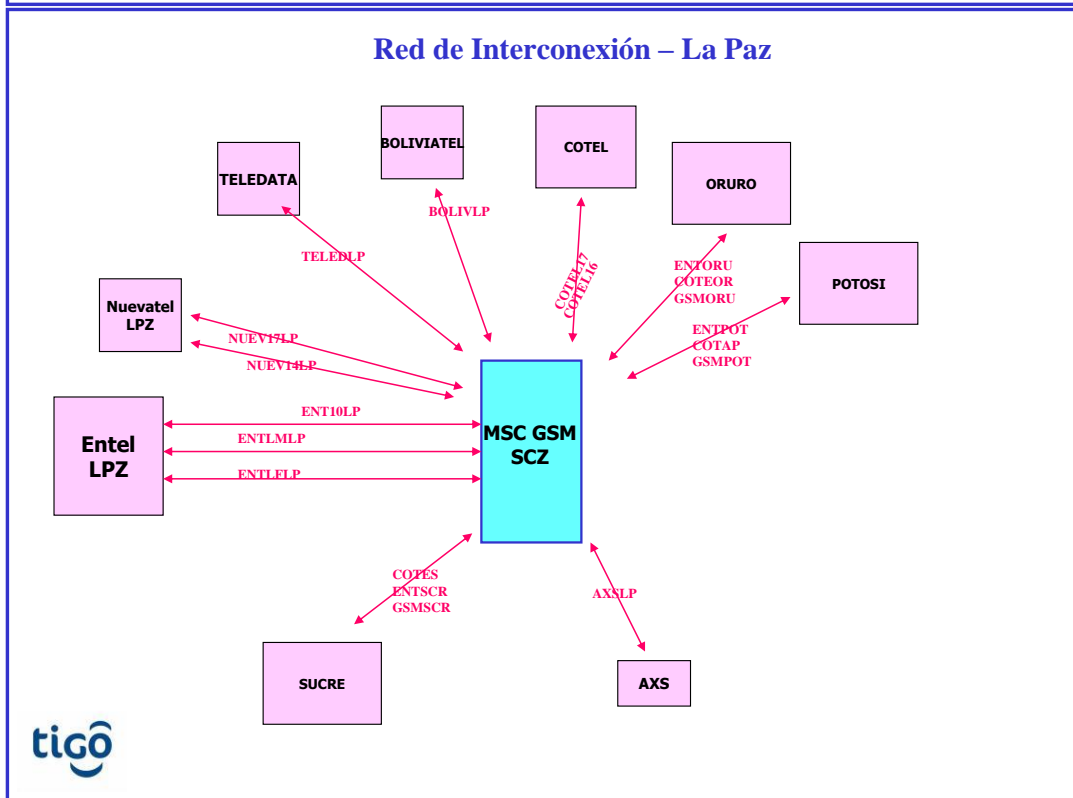 Red de Interconexión – La Paz
BOLIVIATEL
COTEL
TELEDATA
ORURO
BOLIVLP
TELEDLP
COTEL17
COTEL16
ENTORU
COTEOR
GSMORU
POTOSI
Nuevatel
LPZ
NUEV17LP
NUEV14LP
ENTPOT
COTAP
GSMPOT
ENT10LP
ENTLMLP
ENTLFLP
Entel
LPZ
MSC GSM
SCZ
COTES
ENTSCR
GSMSCR
AXSLP
SUCRE
AXS
tigo